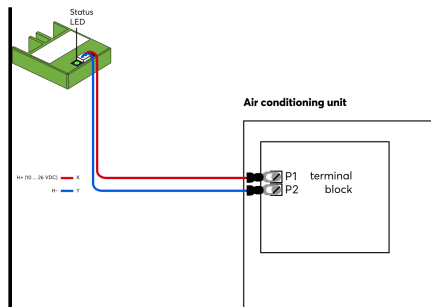 Status
LED
Air conditioning unit
H+ (10 ... 26 VDC) X
H- Y
P1 terminal
P2 block